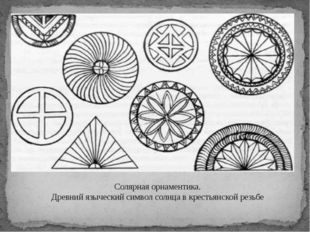 Солярная орнаментика.
Древний языческий символ солнца в крестьянской резьбе